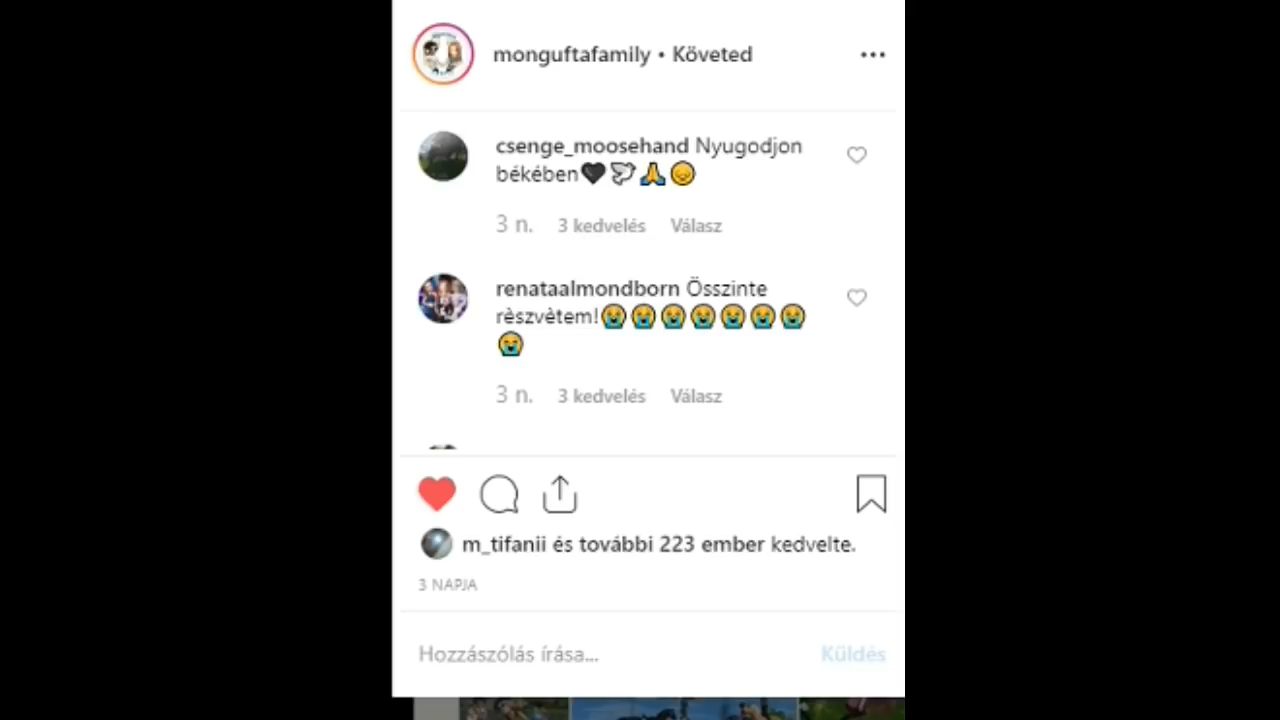 monguftafamily • Követed
csenge_moosehand Nyugodjon
békében🖤🕊🙏😞
3 n. 3 kedvelés Válasz
renataalmondborn Összinte
rèszvètem!😭😭😭😭😭😭😭
😭
3 n. 3 kedvelés Válasz
m_tifanii és további 223 ember kedvelte.
3 NAPJA
Hozzászólás írása... Küldés